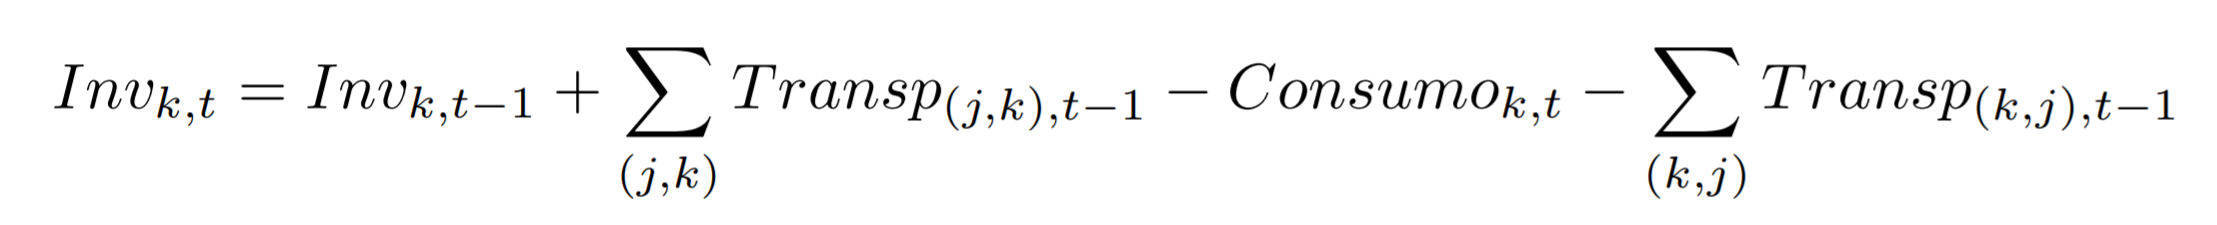 $Inv_{k,t} = Inv_{k,t-1} + \sum_{(j,k)} Transp_{(j,k),t-1} - Consumo_{k,t} - \sum_{(k,j)} Transp_{(k,j),t-1}$